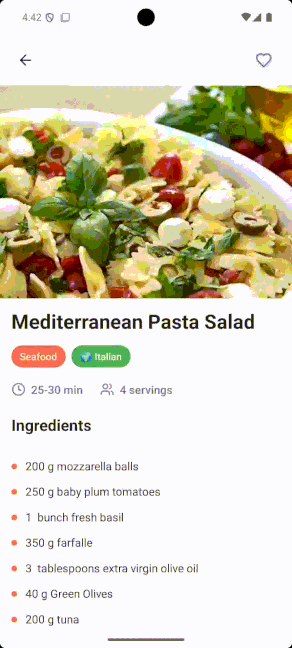 4:42
Mediterranean Pasta Salad
Seafood
🌍 Italian
25-30 min
4 servings
Ingredients
200 g mozzarella balls
250 g baby plum tomatoes
1  bunch fresh basil
350 g farfalle
3  tablespoons extra virgin olive oil
40 g Green Olives
200 g tuna